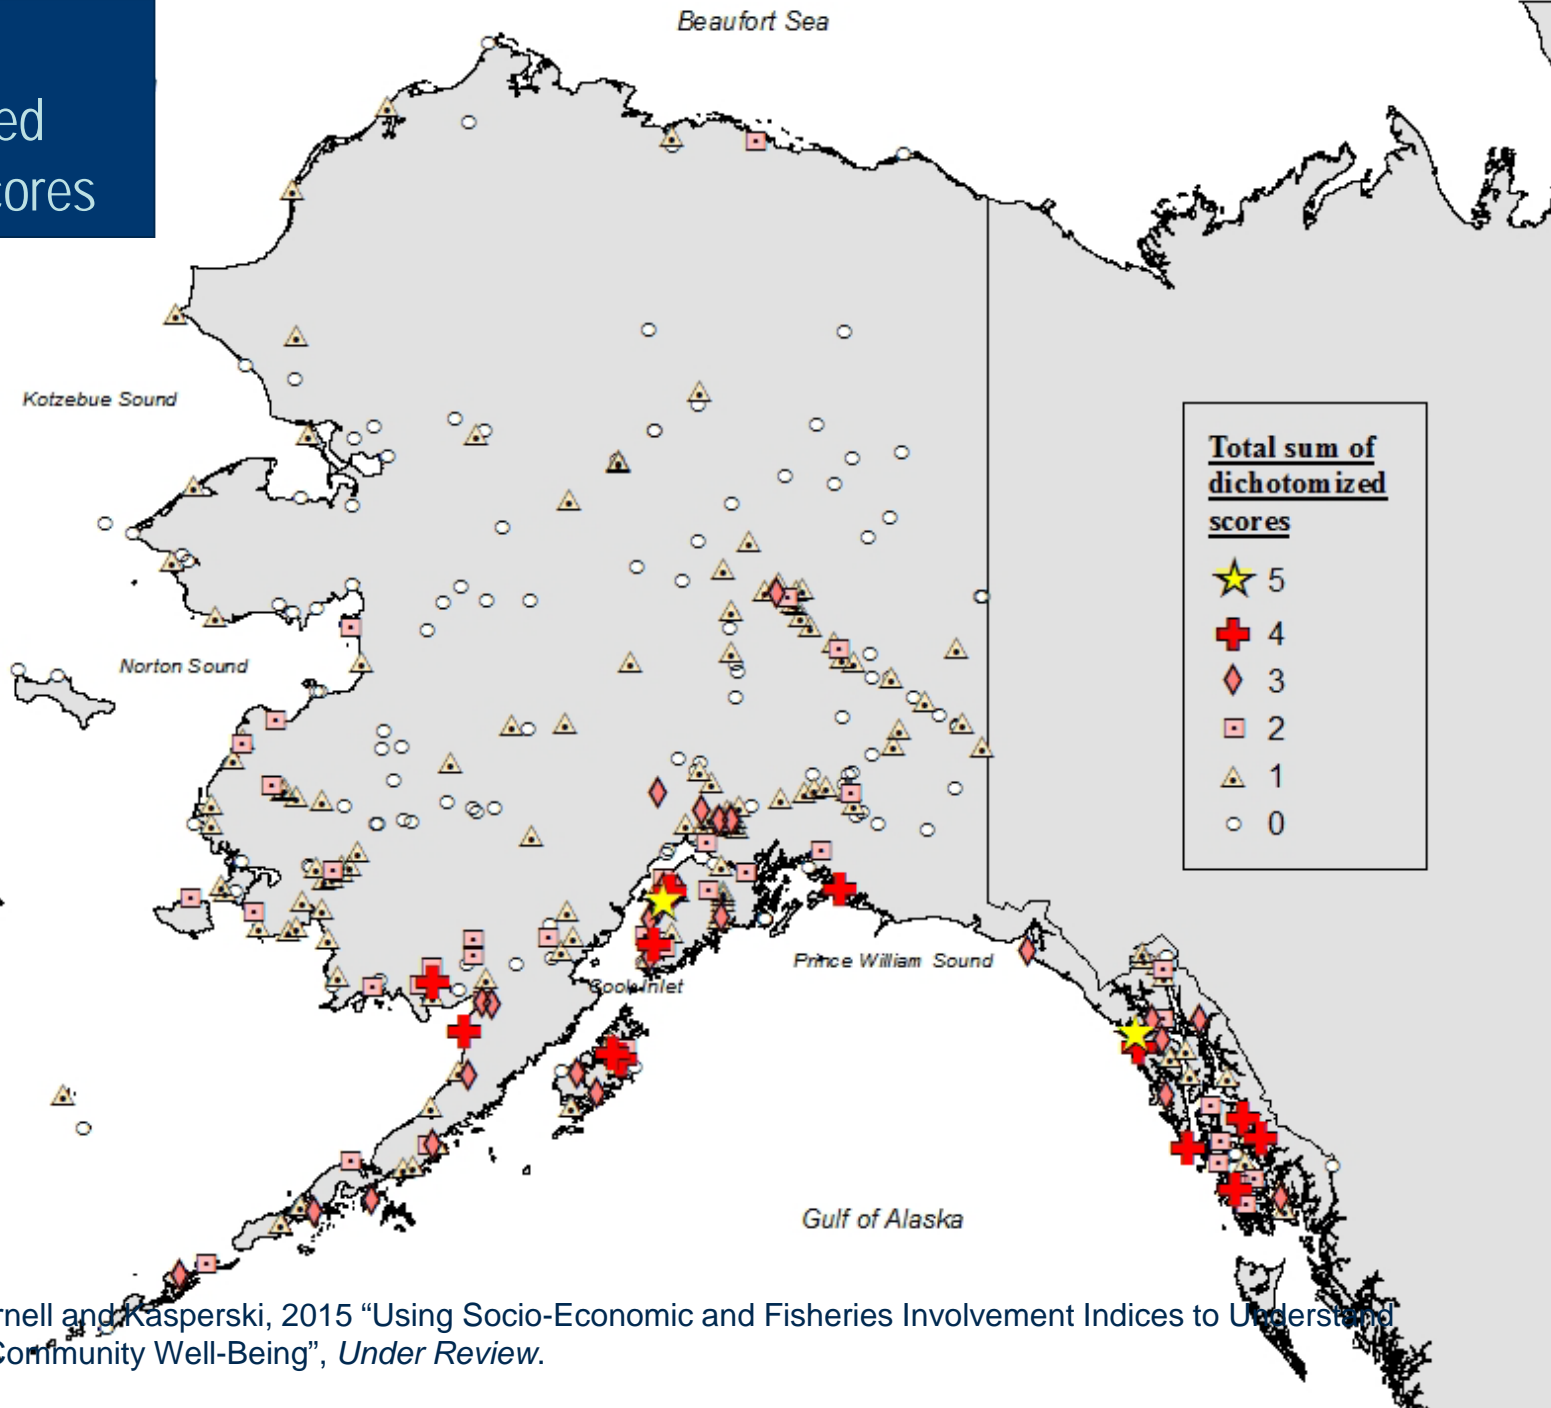 Beaufort Sea
ed
cores
Kotzebue Sound
Total sum of
dichotomized
scores
5
4
3
2
1
0
Norton Sound
Prince William Sound
Cook Inlet
Gulf of Alaska
rnell and Kasperski, 2015 “Using Socio-Economic and Fisheries Involvement Indices to Understand
Community Well-Being”, Under Review.